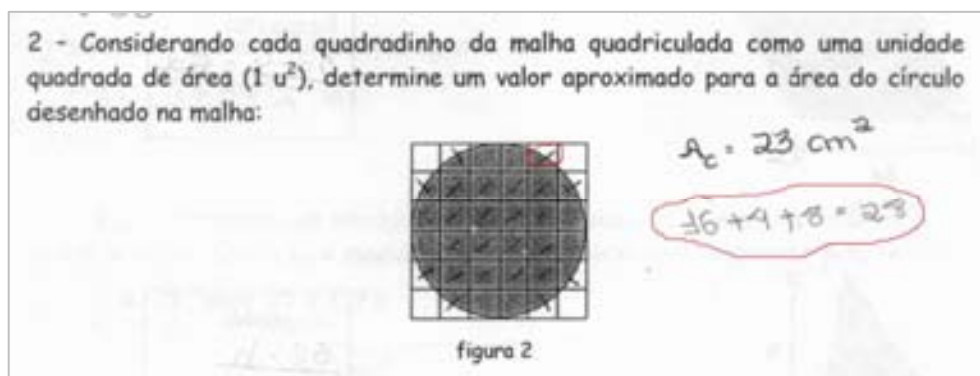 2 - Considerando cada quadradinho da malha quadriculada como uma unidade
quadrada de área (1 u²), determine um valor aproximado para a área do círculo
desenhado na malha:
A_c = 23 cm²
16 + 4 + 8 = 28
figura 2